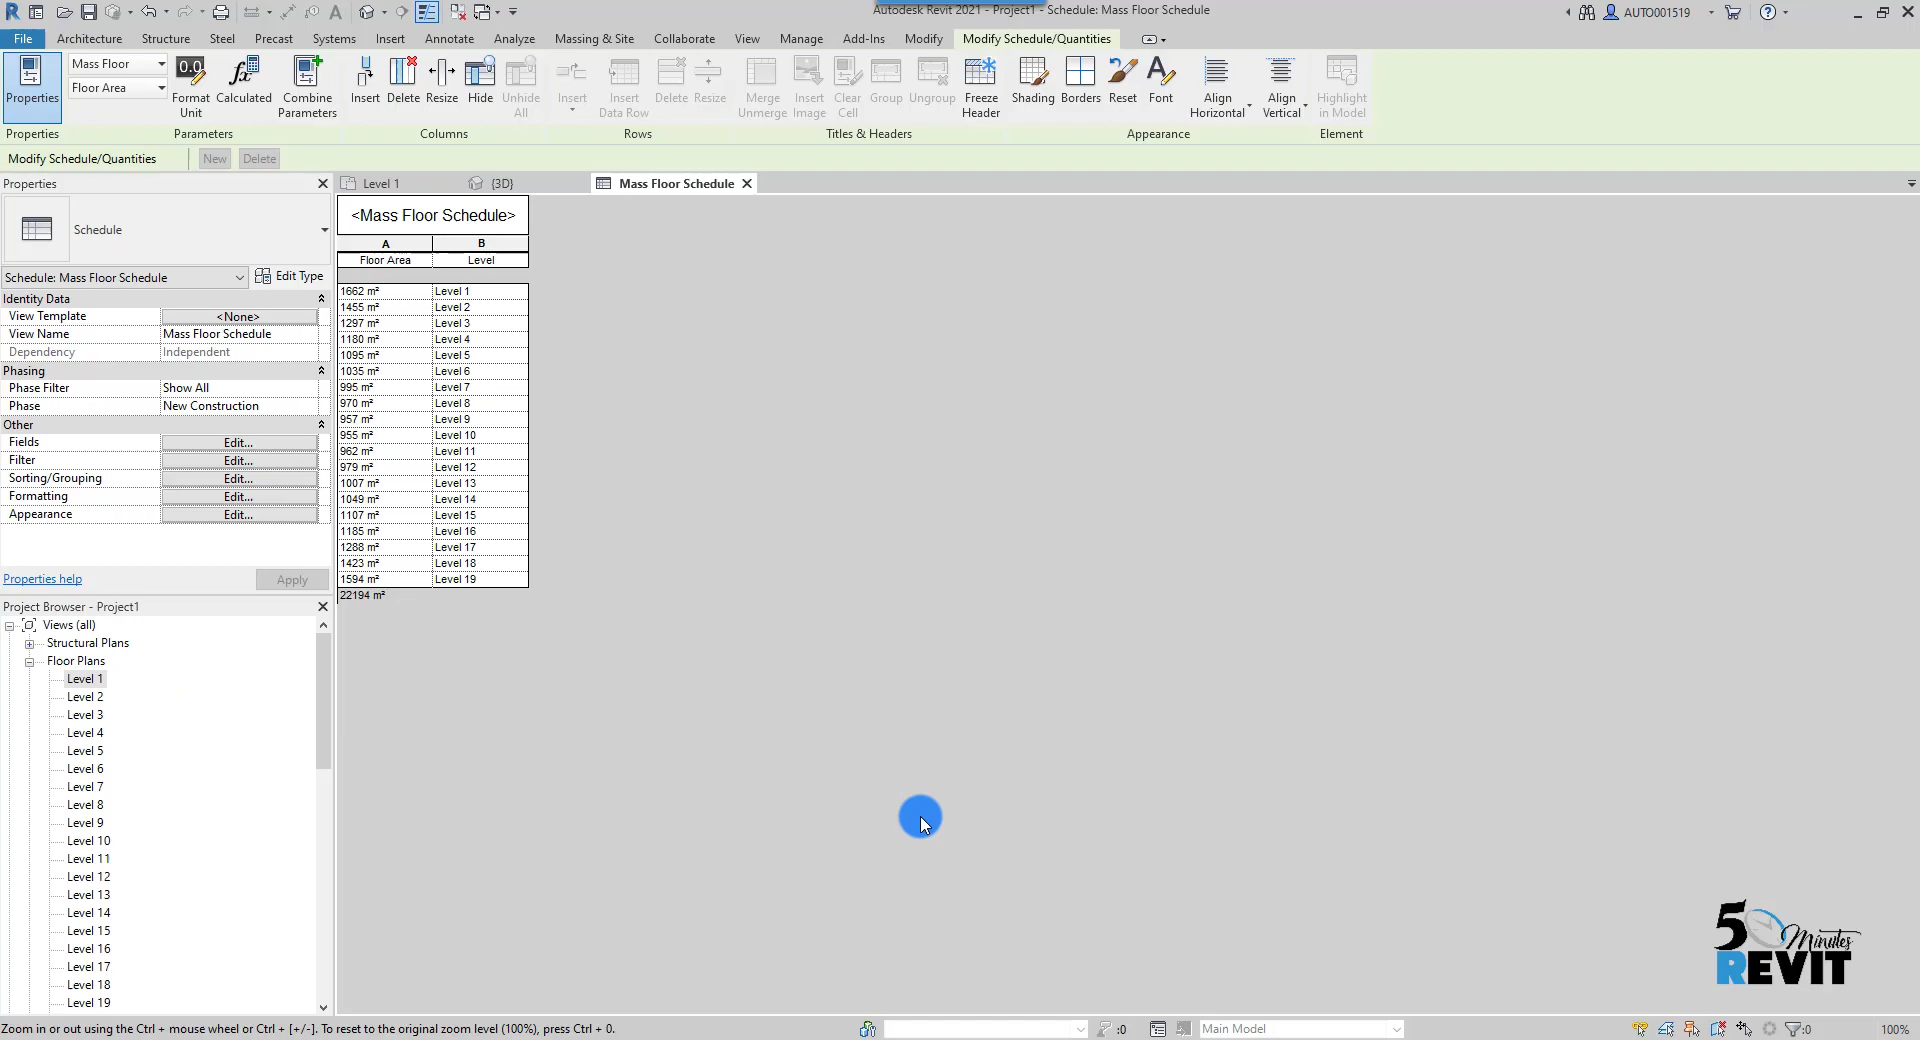 Autodesk Revit 2021 - Project1 - Schedule: Mass Floor Schedule
AUTO001519
File Architecture Structure Steel Precast Systems Insert Annotate Analyze Massing & Site Collaborate View Manage Add-Ins Modify Modify Schedule/Quantities
Properties
Mass Floor
Floor Area
Format Unit
Calculated
Combine Parameters
Insert
Delete
Resize
Hide
Unhide All
Insert
Insert Data Row
Delete
Resize
Merge Unmerge
Insert Image
Clear Cell
Group
Ungroup
Freeze Header
Shading
Borders
Reset
Font
Align Horizontal
Align Vertical
Highlight in Model
Properties Parameters Columns Rows Titles & Headers Appearance Element
Modify Schedule/Quantities New Delete
Properties
Schedule
Schedule: Mass Floor Schedule Edit Type
Identity Data
View Template <None>
View Name Mass Floor Schedule
Dependency Independent
Phasing
Phase Filter Show All
Phase New Construction
Other
Fields Edit...
Filter Edit...
Sorting/Grouping Edit...
Formatting Edit...
Appearance Edit...
Properties help Apply
Project Browser - Project1
Views (all)
Structural Plans
Floor Plans
Level 1
Level 2
Level 3
Level 4
Level 5
Level 6
Level 7
Level 8
Level 9
Level 10
Level 11
Level 12
Level 13
Level 14
Level 15
Level 16
Level 17
Level 18
Level 19
Level 1 {3D} Mass Floor Schedule
<Mass Floor Schedule>
A B
Floor Area Level
1662 m² Level 1
1455 m² Level 2
1297 m² Level 3
1180 m² Level 4
1095 m² Level 5
1035 m² Level 6
995 m² Level 7
970 m² Level 8
957 m² Level 9
955 m² Level 10
962 m² Level 11
979 m² Level 12
1007 m² Level 13
1049 m² Level 14
1107 m² Level 15
1185 m² Level 16
1288 m² Level 17
1423 m² Level 18
1594 m² Level 19
22194 m²
50 Minutes
REVIT
Zoom in or out using the Ctrl + mouse wheel or Ctrl + [+/-]. To reset to the original zoom level (100%), press Ctrl + 0.
:0
Main Model
:0
100%